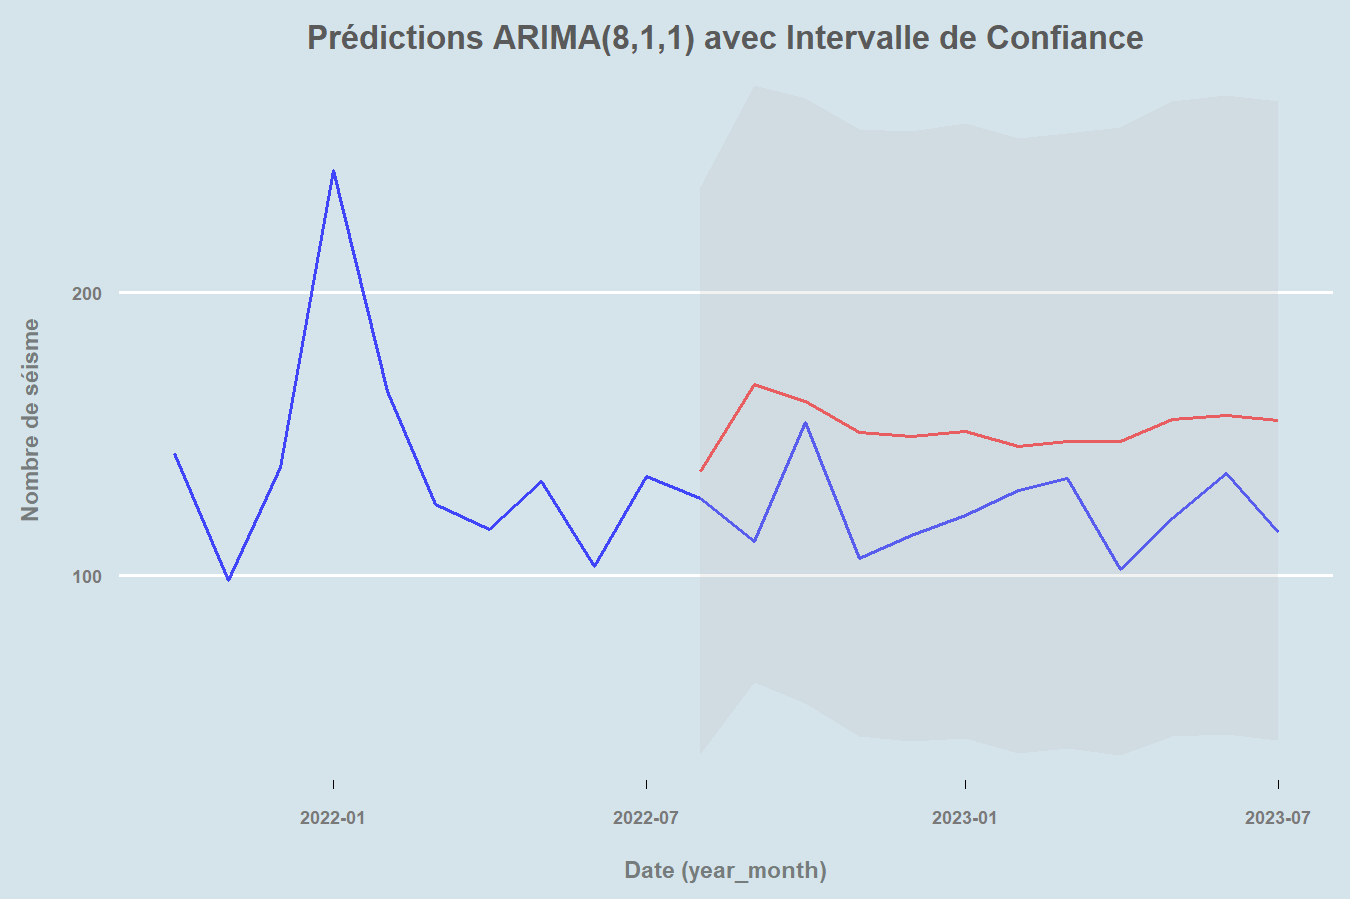 Prédictions ARIMA(8,1,1) avec Intervalle de Confiance
Nombre de séisme
200
100
2022-01
2022-07
2023-01
2023-07
Date (year_month)